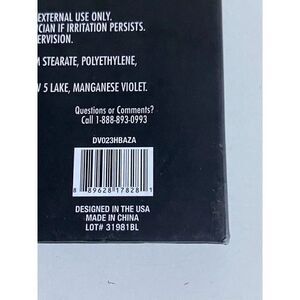 EXTERNAL USE ONLY.
ICIAN IF IRRITATION PERSISTS.
ERVISION.
M STEARATE, POLYETHYLENE,
W 5 LAKE, MANGANESE VIOLET.
Questions or Comments?
Call 1-888-893-0993
DV023HBAZA
8 89628 17828 1
DESIGNED IN THE USA
MADE IN CHINA
LOT# 31981BL